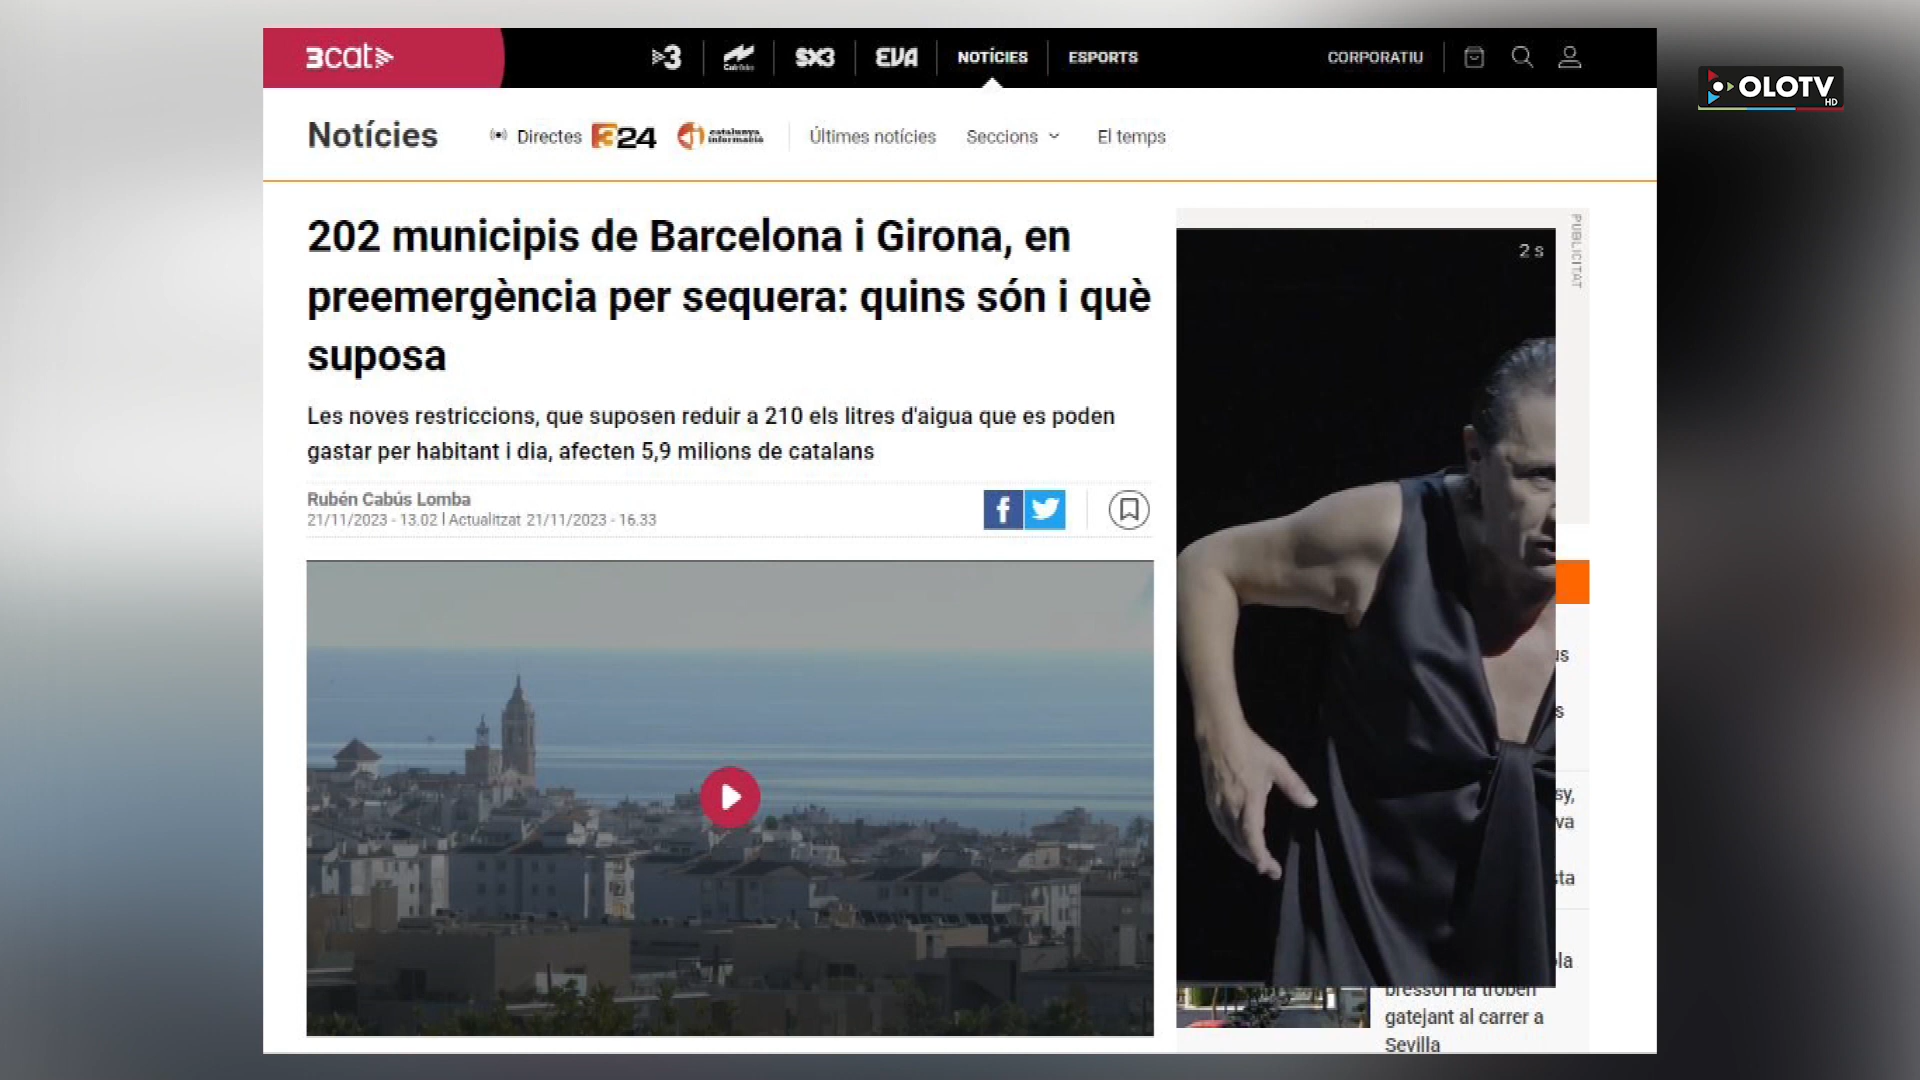 3cat
3
SX3
EVA
NOTÍCIES
ESPORTS
CORPORATIU
OLOTV
HD
Notícies
Directes
324
catalunya
informació
Últimes notícies
Seccions
El temps
202 municipis de Barcelona i Girona, en
preemergència per sequera: quins són i què
suposa
Les noves restriccions, que suposen reduir a 210 els litres d'aigua que es poden
gastar per habitant i dia, afecten 5,9 milions de catalans
Rubén Cabús Lomba
21/11/2023 - 13.02 | Actualitzat 21/11/2023 - 16.33
2 s
PUBLICITAT
gatejant al carrer a
Sevilla